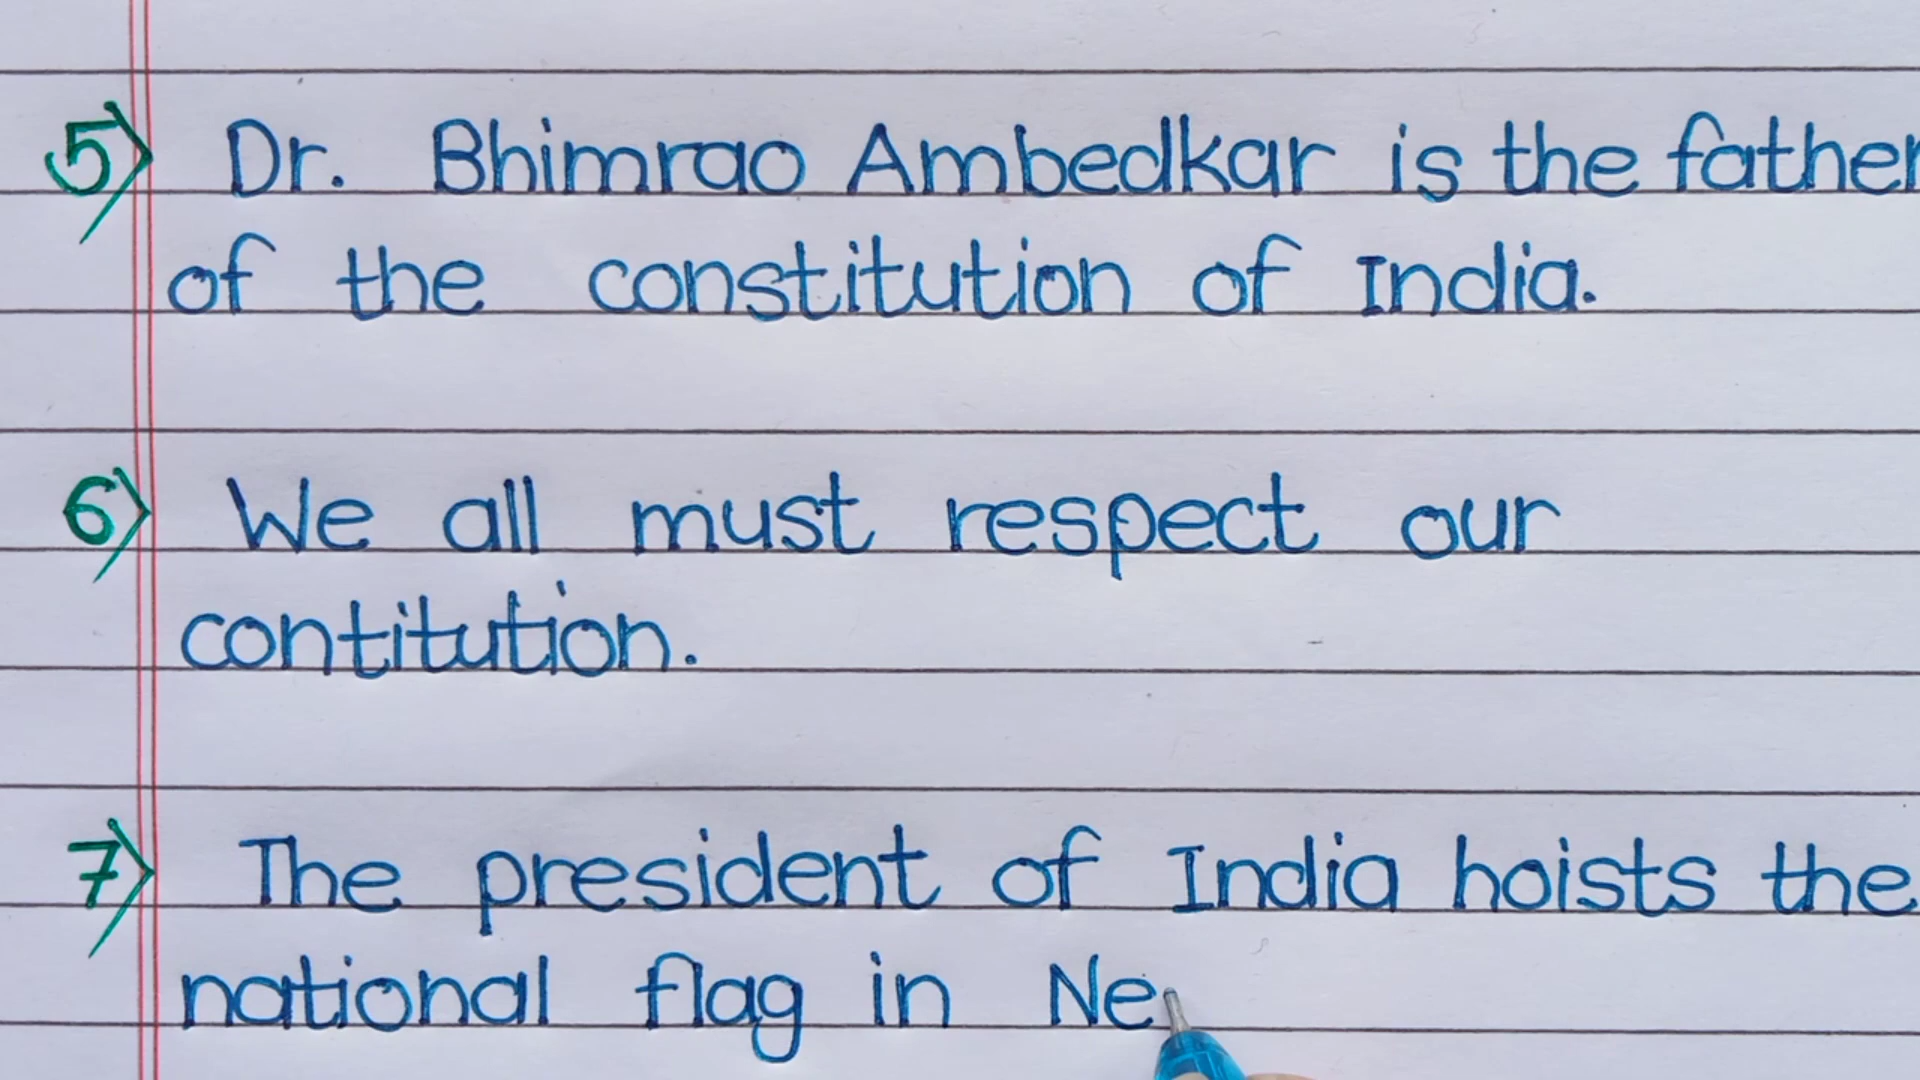 5) Dr. Bhimrao Ambedkar is the father
of the constitution of India.
6) We all must respect our
contitution.
7) The president of India hoists the
national flag in Ne